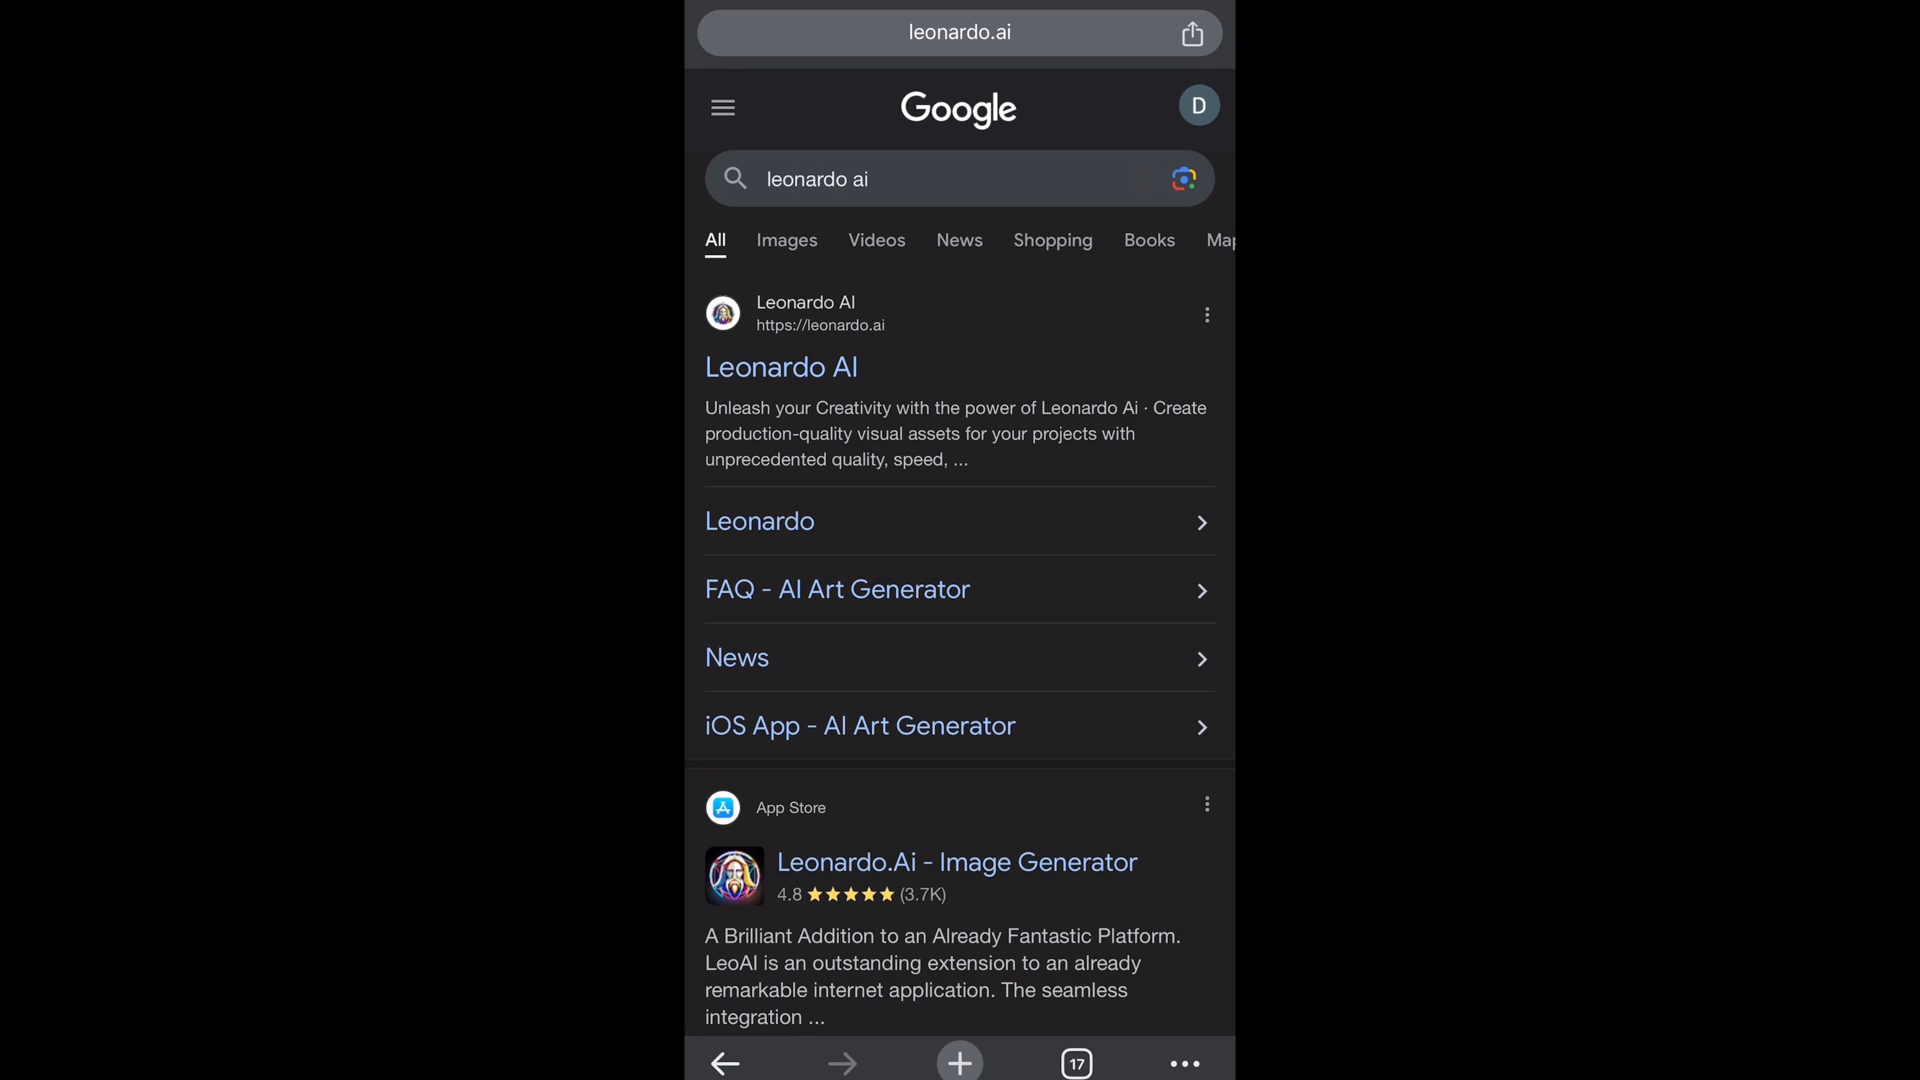 leonardo.ai
Google
D
leonardo ai
All Images Videos News Shopping Books
Leonardo AI
https://leonardo.ai
Leonardo AI
Unleash your Creativity with the power of Leonardo Ai · Create
production-quality visual assets for your projects with
unprecedented quality, speed, ...
Leonardo
FAQ - AI Art Generator
News
iOS App - AI Art Generator
App Store
Leonardo.Ai - Image Generator
4.8 ★★★★★ (3.7K)
A Brilliant Addition to an Already Fantastic Platform.
LeoAI is an outstanding extension to an already
remarkable internet application. The seamless
integration ...
17